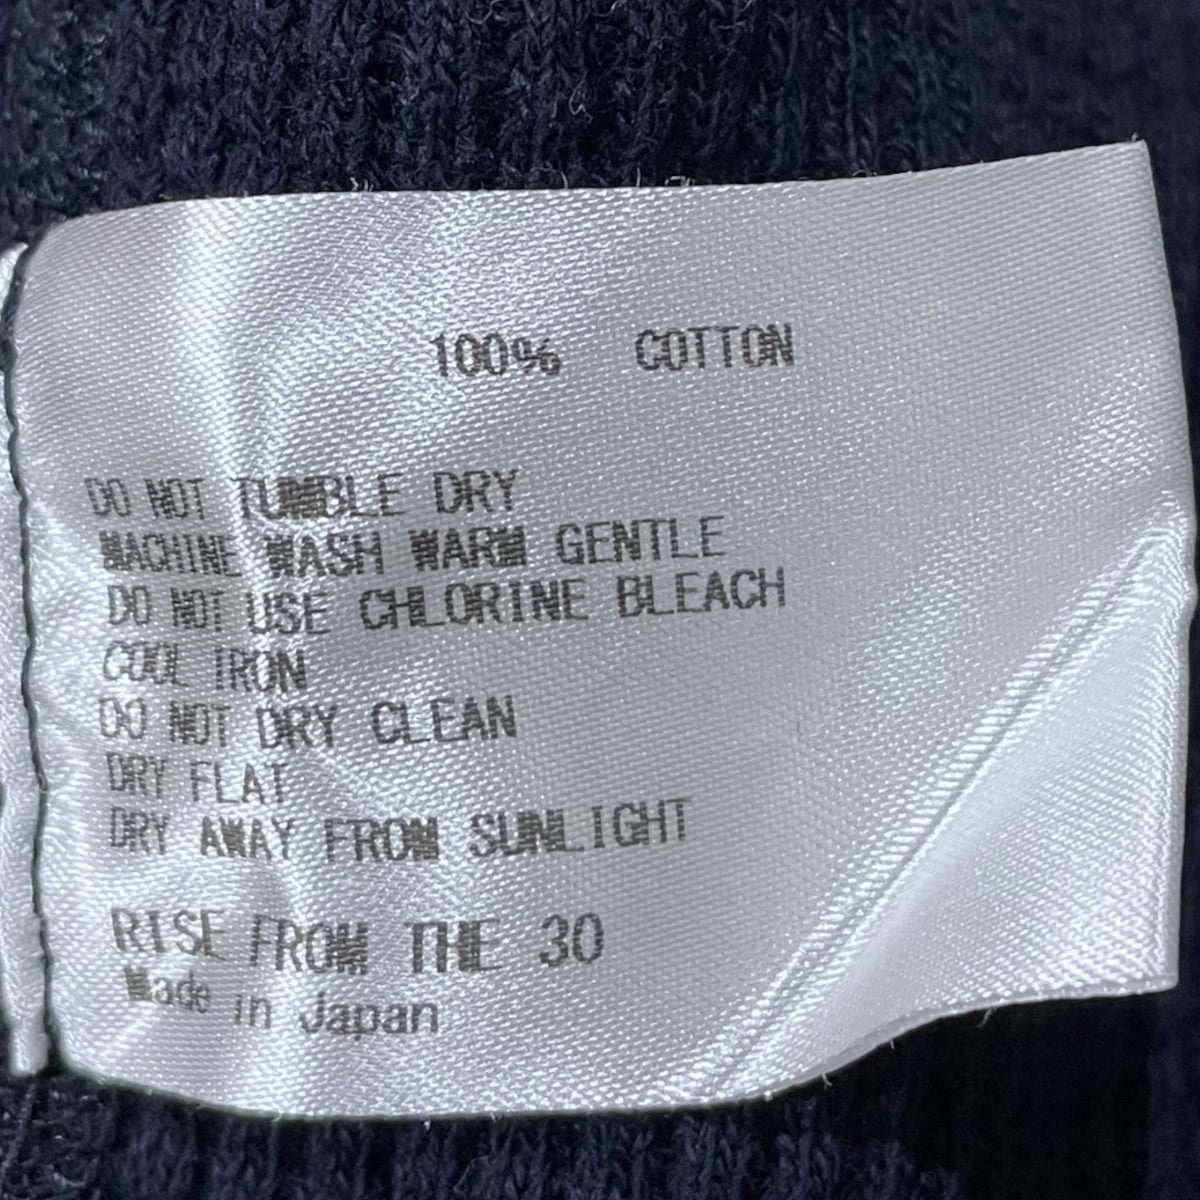 100% COTTON
DO NOT TUMBLE DRY
MACHINE WASH WARM GENTLE
DO NOT USE CHLORINE BLEACH
COOL IRON
DO NOT DRY CLEAN
DRY FLAT
DRY AWAY FROM SUNLIGHT
RISE FROM THE 30
Made in Japan